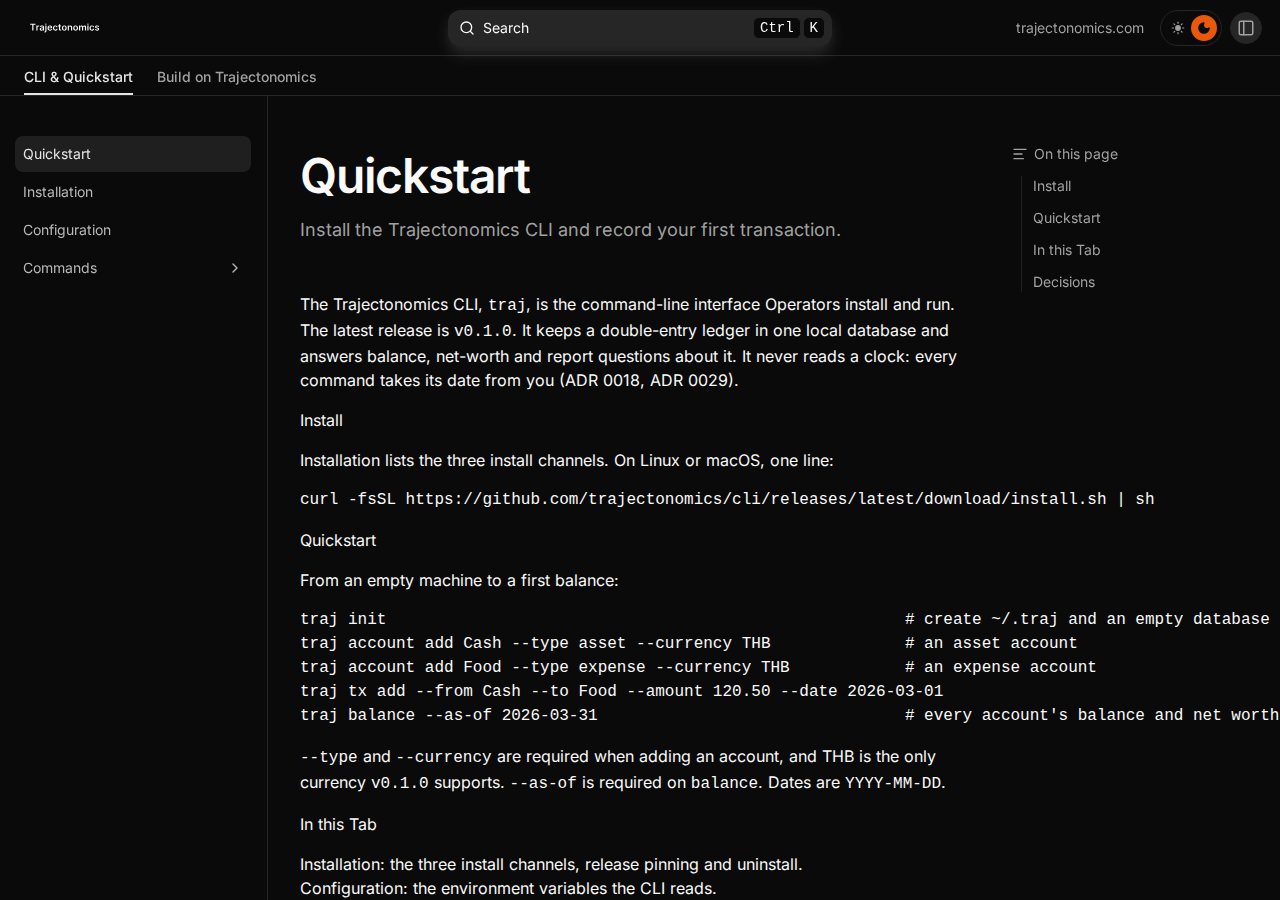 Trajectonomics
Search
Ctrl K
trajectonomics.com
CLI & Quickstart
Build on Trajectonomics
Quickstart
Installation
Configuration
Commands
Quickstart
Install the Trajectonomics CLI and record your first transaction.
The Trajectonomics CLI, traj, is the command-line interface Operators install and run.
The latest release is v0.1.0. It keeps a double-entry ledger in one local database and
answers balance, net-worth and report questions about it. It never reads a clock: every
command takes its date from you (ADR 0018, ADR 0029).
Install
Installation lists the three install channels. On Linux or macOS, one line:
curl -fsSL https://github.com/trajectonomics/cli/releases/latest/download/install.sh | sh
Quickstart
From an empty machine to a first balance:
traj init                                                      # create ~/.traj and an empty database
traj account add Cash --type asset --currency THB              # an asset account
traj account add Food --type expense --currency THB            # an expense account
traj tx add --from Cash --to Food --amount 120.50 --date 2026-03-01
traj balance --as-of 2026-03-31                                # every account's balance and net worth
--type and --currency are required when adding an account, and THB is the only
currency v0.1.0 supports. --as-of is required on balance. Dates are YYYY-MM-DD.
In this Tab
Installation: the three install channels, release pinning and uninstall.
Configuration: the environment variables the CLI reads.
On this page
Install
Quickstart
In this Tab
Decisions